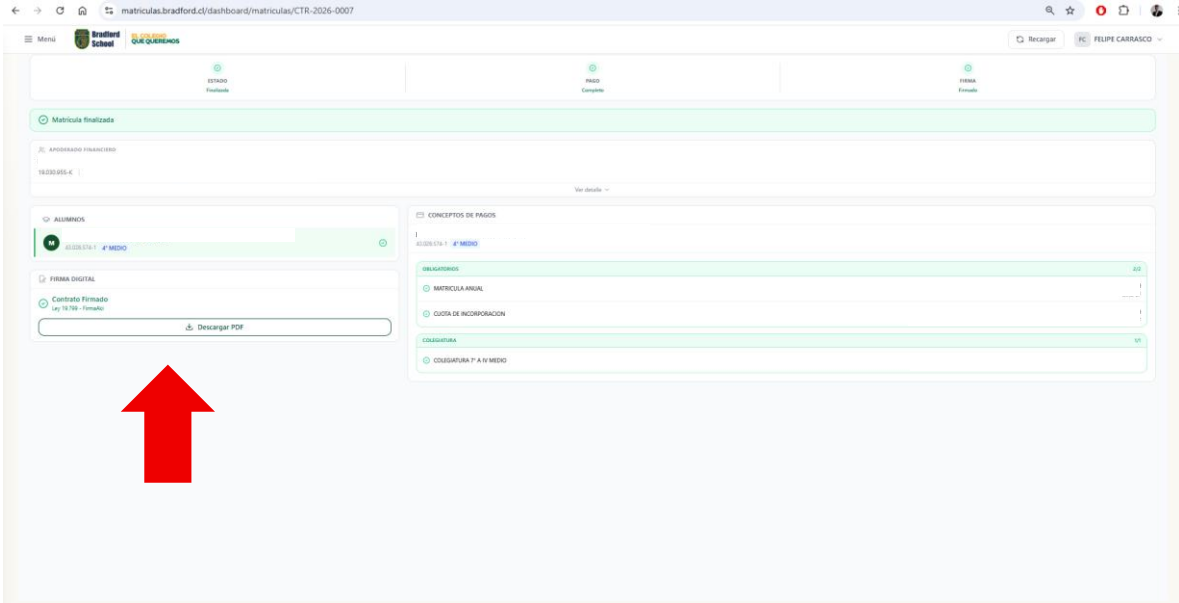 matriculas.bradford.cl/dashboard/matriculas/CTR-2026-0007
Menú
Bradford School
EL COLEGIO QUE QUEREMOS
Recargar
FC FELIPE CARRASCO
ESTADO
Finalizada
PAGO
Completo
FIRMA
Firmado
Matrícula finalizada
APODERADO FINANCIERO
Ver detalle
ALUMNOS
M
4° MEDIO
FIRMA DIGITAL
Contrato Firmado
Ley 19.799 - FirmaAsi
Descargar PDF
CONCEPTOS DE PAGOS
4° MEDIO
OBLIGATORIOS 2/2
MATRICULA ANUAL
CUOTA DE INCORPORACION
COLEGIATURA 1/1
COLEGIATURA 7° A IV MEDIO